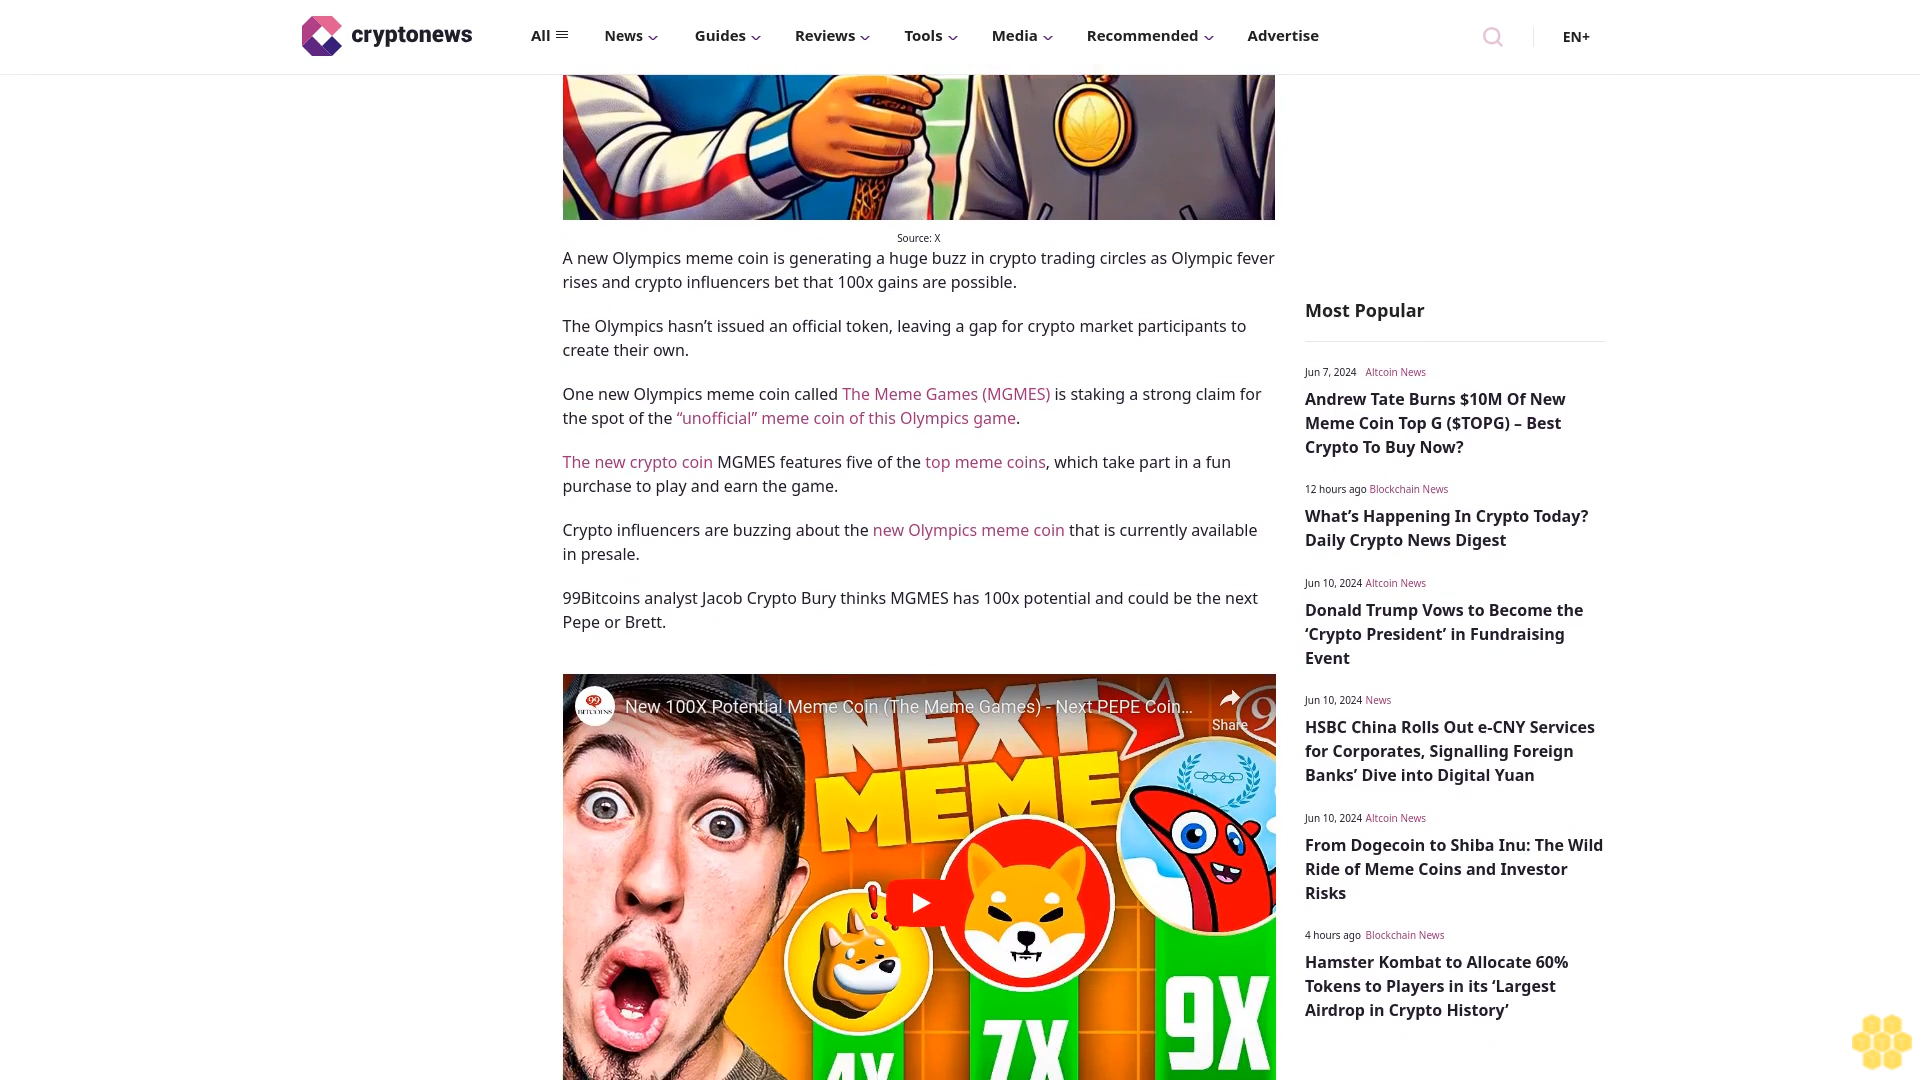 cryptonews
All
News
Guides
Reviews
Tools
Media
Recommended
Advertise
EN+
Source: X
A new Olympics meme coin is generating a huge buzz in crypto trading circles as Olympic fever
rises and crypto influencers bet that 100x gains are possible.
The Olympics hasn’t issued an official token, leaving a gap for crypto market participants to
create their own.
One new Olympics meme coin called The Meme Games (MGMES) is staking a strong claim for
the spot of the “unofficial” meme coin of this Olympics game.
The new crypto coin MGMES features five of the top meme coins, which take part in a fun
purchase to play and earn the game.
Crypto influencers are buzzing about the new Olympics meme coin that is currently available
in presale.
99Bitcoins analyst Jacob Crypto Bury thinks MGMES has 100x potential and could be the next
Pepe or Brett.
99
BITCOINS
New 100X Potential Meme Coin (The Meme Games) - Next PEPE Coin...
Share
NEXT
MEME
4X
7X
9X
Most Popular
Jun 7, 2024 Altcoin News
Andrew Tate Burns $10M Of New
Meme Coin Top G ($TOPG) – Best
Crypto To Buy Now?
12 hours ago Blockchain News
What’s Happening In Crypto Today?
Daily Crypto News Digest
Jun 10, 2024 Altcoin News
Donald Trump Vows to Become the
‘Crypto President’ in Fundraising
Event
Jun 10, 2024 News
HSBC China Rolls Out e-CNY Services
for Corporates, Signalling Foreign
Banks’ Dive into Digital Yuan
Jun 10, 2024 Altcoin News
From Dogecoin to Shiba Inu: The Wild
Ride of Meme Coins and Investor
Risks
4 hours ago Blockchain News
Hamster Kombat to Allocate 60%
Tokens to Players in its ‘Largest
Airdrop in Crypto History’